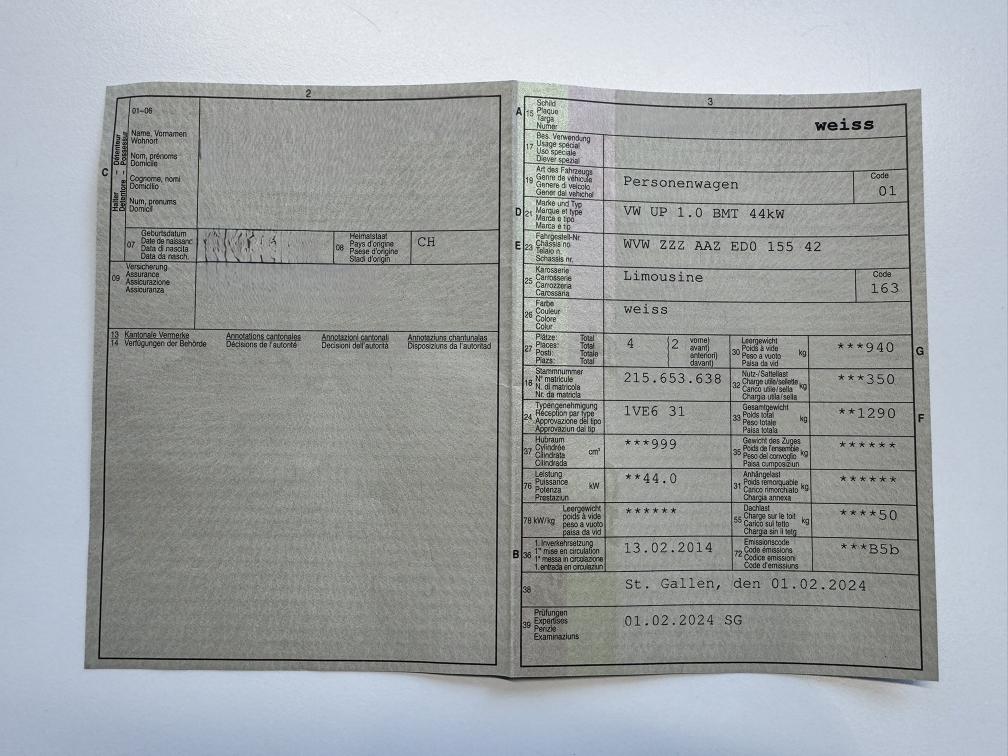 2
01–06
Name, Vornamen
Wohnort
Nom, prénoms
Domicile
Cognome, nomi
Domicilio
Num, prenums
Domicil
C
Halter – Détenteur
Detentore – Possessur
07
Geburtsdatum
Date de naissanc
Data di nascita
Data da nasch.
08
Heimatstaat
Pays d'origine
Paese d'origine
Stadi d'origin
CH
09
Versicherung
Assurance
Assicurazione
Assicuranza
13 Kantonale Vermerke Annotations cantonales Annotazioni cantonali Annotaziuns chantunalas
14 Verfügungen der Behörde Décisions de l'autorité Decisioni dell'autorità Disposiziuns da l'autoritad
3
A 15
Schild
Plaque
Targa
Numer
weiss
17
Bes. Verwendung
Usage spécial
Uso speciale
Diever spezial
19
Art des Fahrzeugs
Genre de véhicule
Genere di veicolo
Gener dal vehichel
Personenwagen
Code
01
D 21
Marke und Typ
Marque et type
Marca e tipo
Marca e tip
VW UP 1.0 BMT 44kW
E 23
Fahrgestell-Nr.
Châssis no
Telaio n.
Schassis nr.
WVW ZZZ AAZ ED0 155 42
25
Karosserie
Carrosserie
Carrozzeria
Carossaria
Limousine
Code
163
26
Farbe
Couleur
Colore
Colur
weiss
27
Plätze: Total
Places: Total
Posti: Totale
Plazs: Total
4
2
vorne)
avant)
anteriori)
davant)
30
Leergewicht
Poids à vide
Peso a vuoto
Paisa da vid
kg
***940
G
18
Stammnummer
N° matricule
N. di matricola
Nr. da matricla
215.653.638
32
Nutz-/Sattellast
Charge utile/sellette
Carico utile/sella
Chargia utila/sella
kg
***350
24
Typengenehmigung
Réception par type
Approvazione del tipo
Approvaziun dal tip
1VE6 31
33
Gesamtgewicht
Poids total
Peso totale
Paisa totala
kg
**1290
F
37
Hubraum
Cylindrée
Cilindrata
Cilindrada
cm³
***999
35
Gewicht des Zuges
Poids de l'ensemble
Peso del convoglio
Paisa cumposiziun
kg
******
76
Leistung
Puissance
Potenza
Prestaziun
kW
**44.0
31
Anhängelast
Poids remorquable
Carico rimorchiato
Chargia annexa
kg
******
78 kW/kg
Leergewicht
poids à vide
peso a vuoto
paisa da vid
******
55
Dachlast
Charge sur le toit
Carico sul tetto
Chargia sin il tetg
kg
****50
B 36
1. Inverkehrsetzung
1re mise en circulation
1a messa in circolazione
1. entrada en circulaziun
13.02.2014
72
Emissionscode
Code émissions
Codice emissioni
Code d'emissiuns
***B5b
38
St. Gallen, den 01.02.2024
39
Prüfungen
Expertises
Perizie
Examinaziuns
01.02.2024 SG